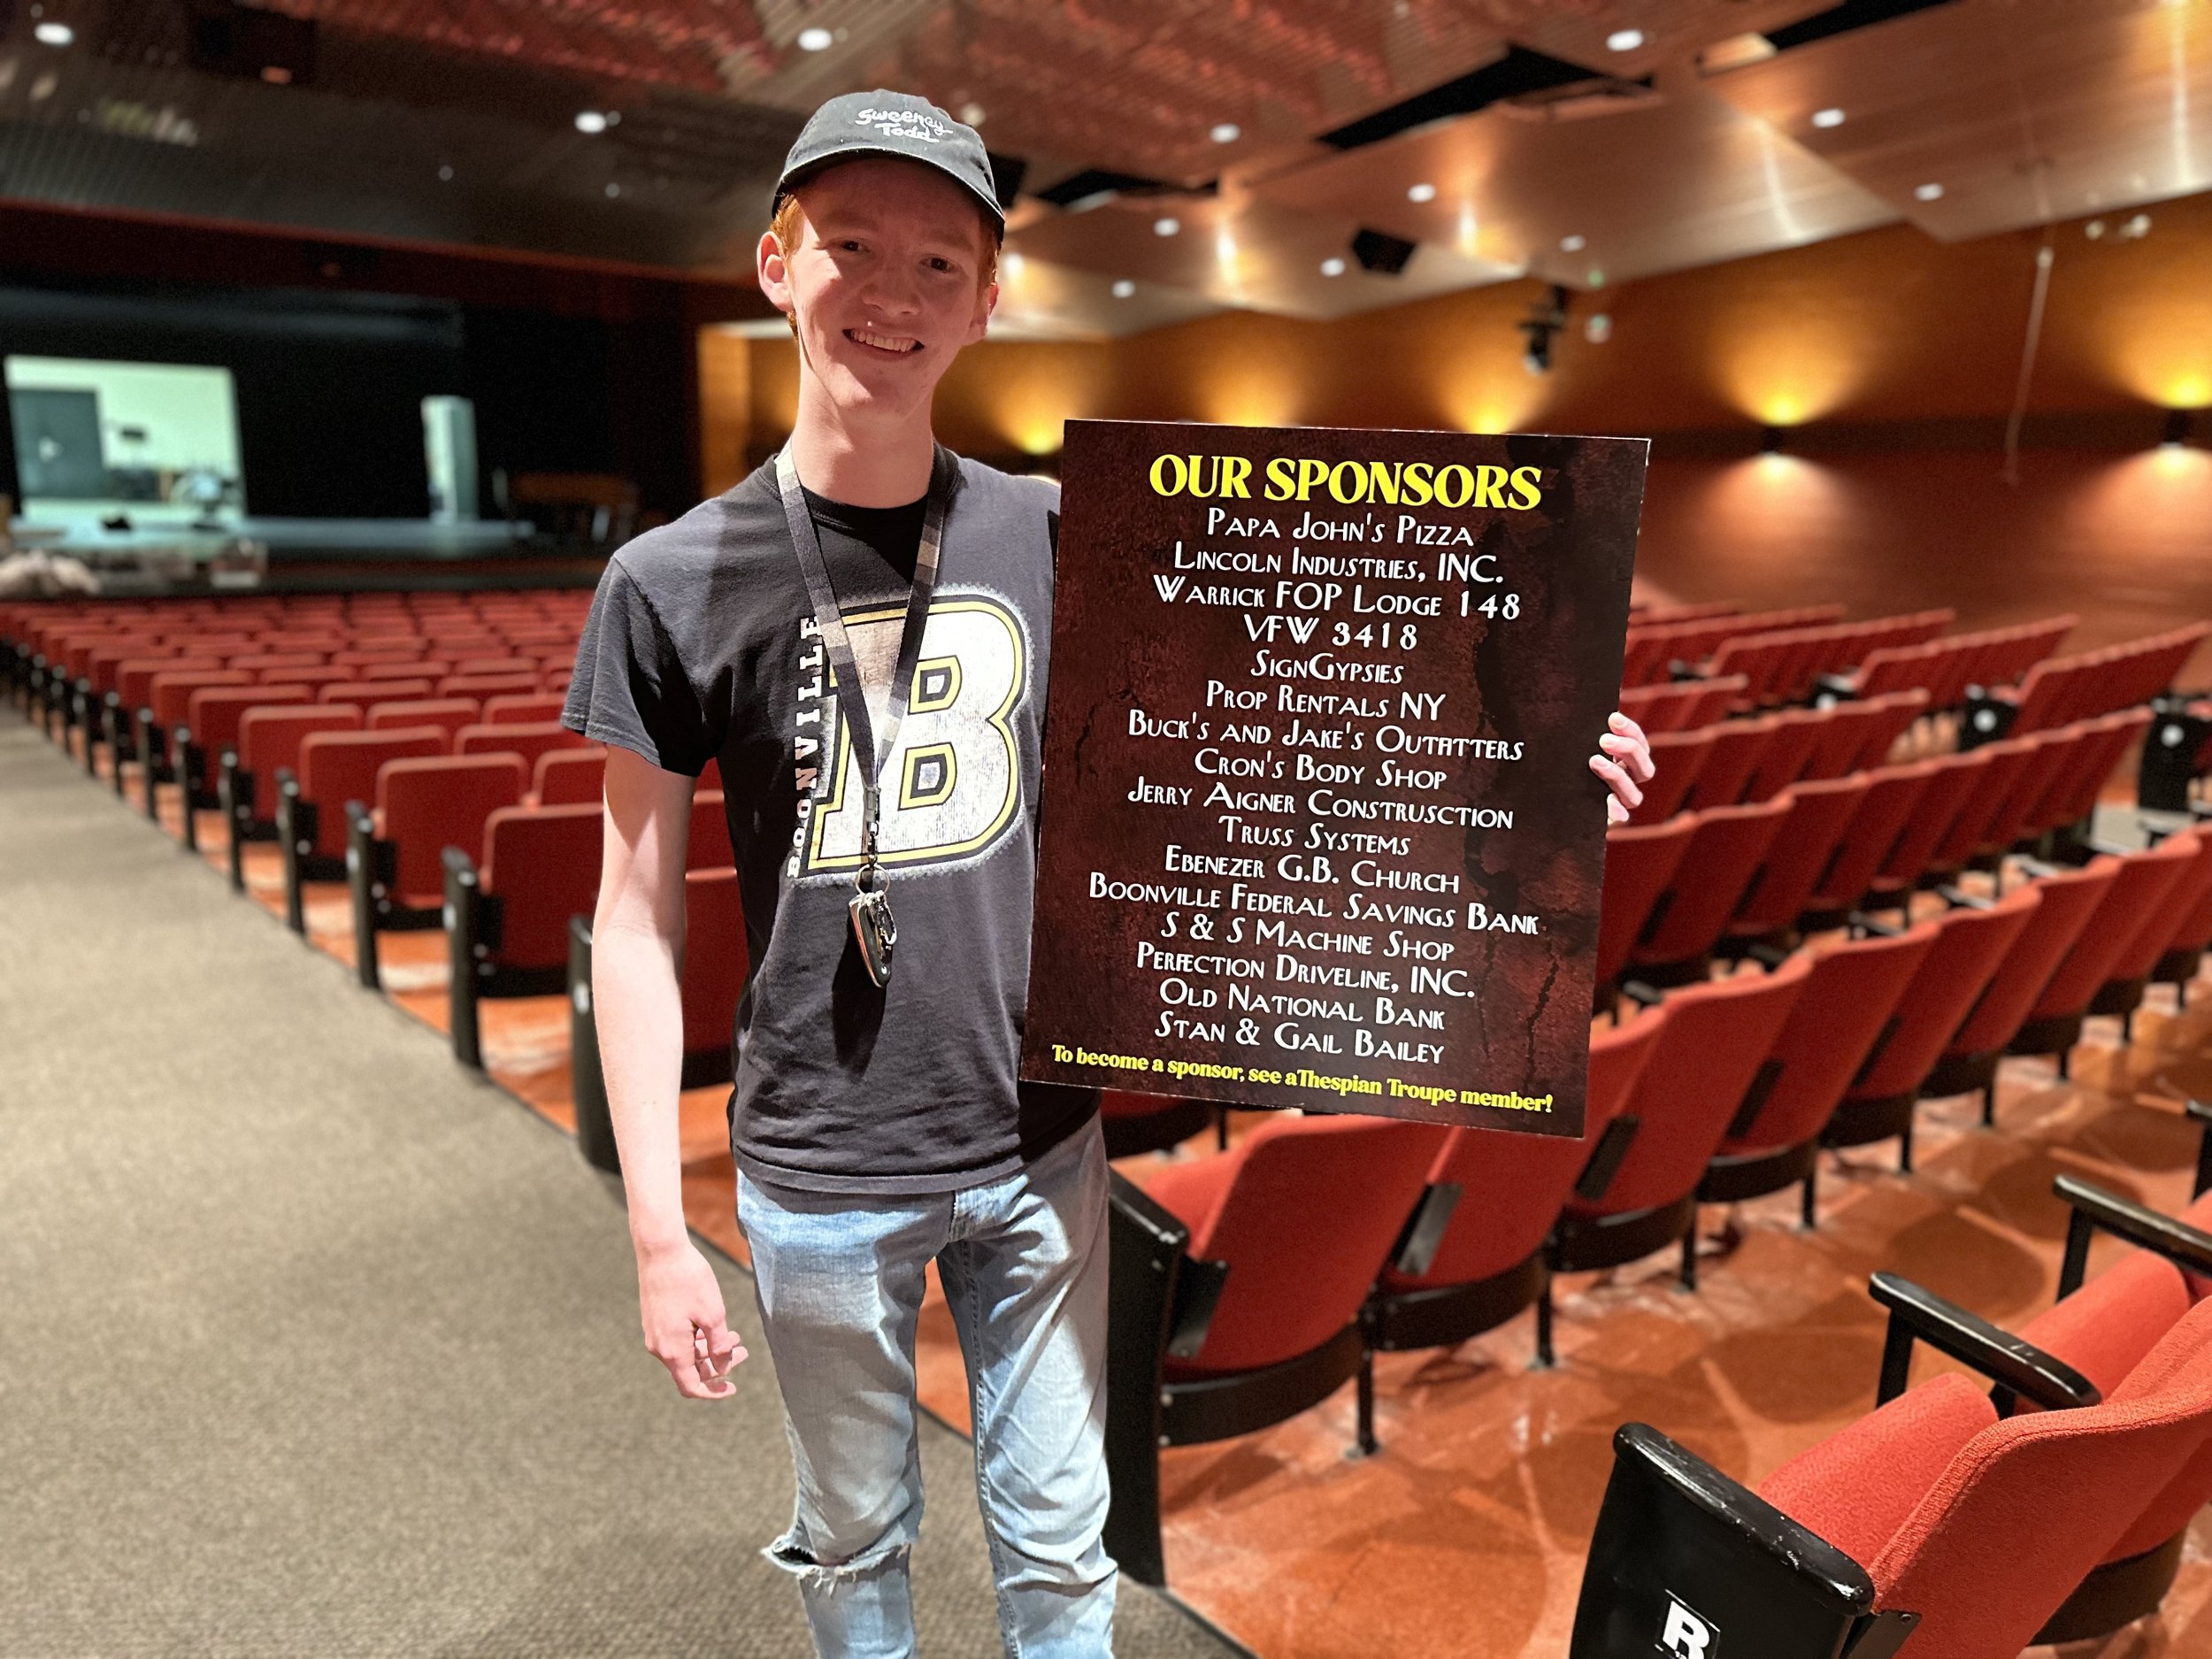 Sweeney
Todd
BOONVILLE
B
OUR SPONSORS
PAPA JOHN'S PIZZA
LINCOLN INDUSTRIES, INC.
WARRICK FOP LODGE 148
VFW 3418
SIGNGYPSIES
PROP RENTALS NY
BUCK'S AND JAKE'S OUTFITTERS
CRON'S BODY SHOP
JERRY AIGNER CONSTRUSCTION
TRUSS SYSTEMS
EBENEZER G.B. CHURCH
BOONVILLE FEDERAL SAVINGS BANK
S & S MACHINE SHOP
PERFECTION DRIVELINE, INC.
OLD NATIONAL BANK
STAN & GAIL BAILEY
To become a sponsor, see aThespian Troupe member!
B